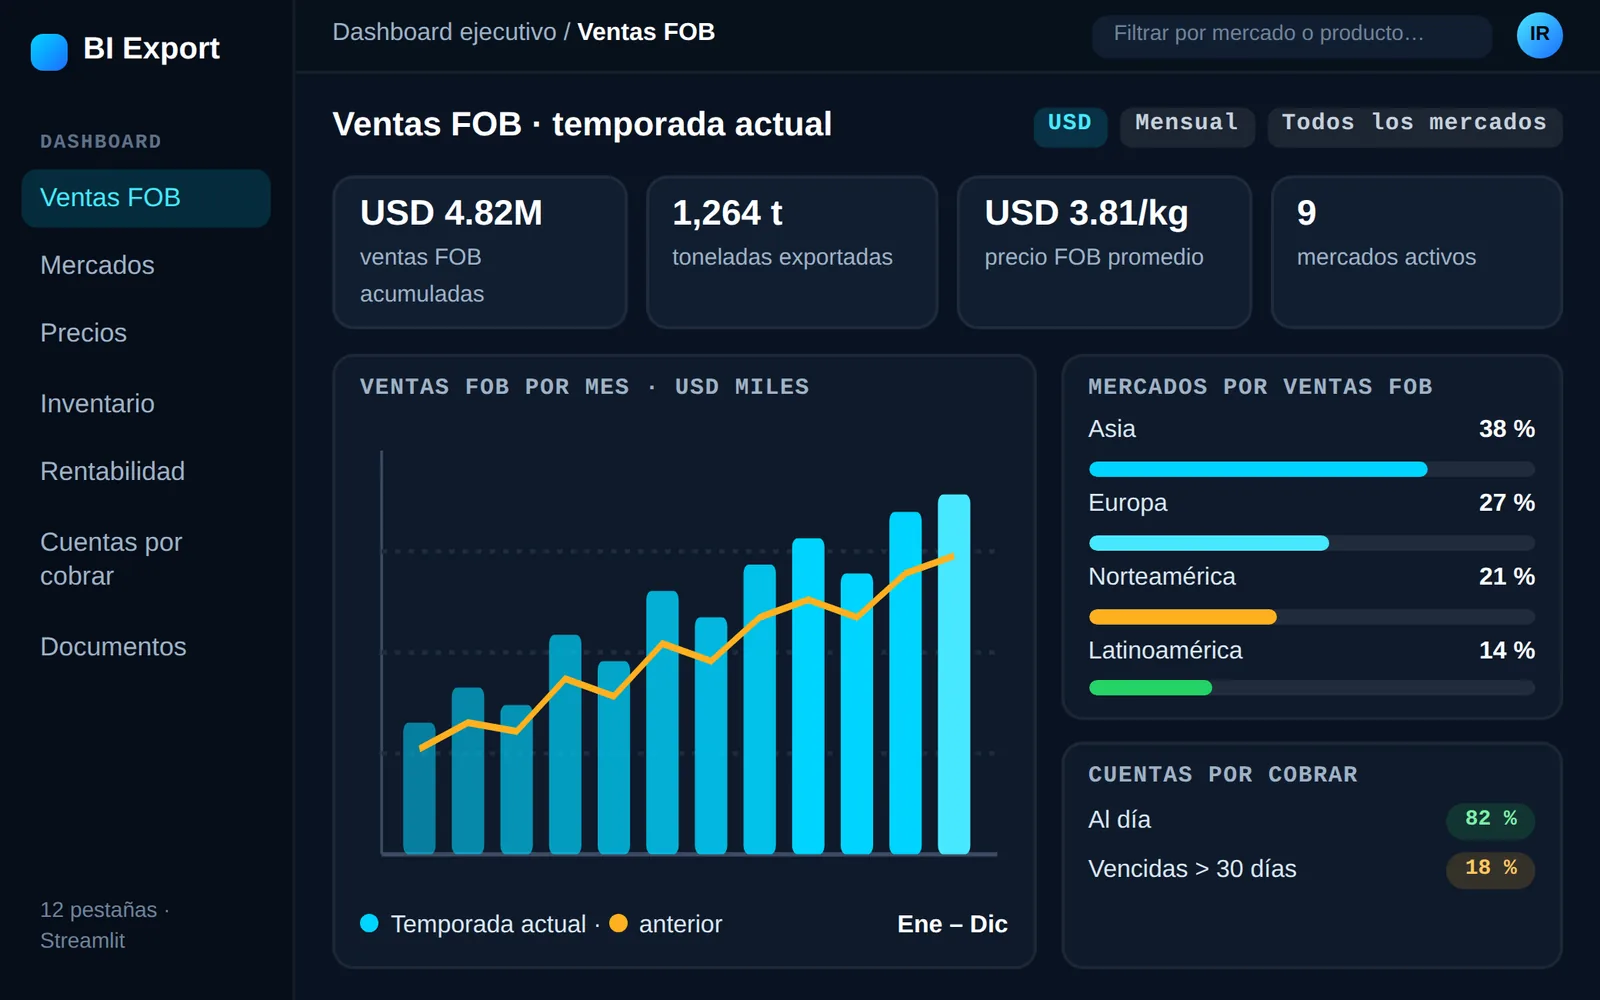 BI Export
DASHBOARD
Ventas FOB
Mercados
Precios
Inventario
Rentabilidad
Cuentas por
cobrar
Documentos
12 pestañas ·
Streamlit
Dashboard ejecutivo / Ventas FOB
Filtrar por mercado o producto…
IR
Ventas FOB · temporada actual
USD
Mensual
Todos los mercados
USD 4.82M
ventas FOB
acumuladas
1,264 t
toneladas exportadas
USD 3.81/kg
precio FOB promedio
9
mercados activos
VENTAS FOB POR MES · USD MILES
Temporada actual · anterior
Ene – Dic
MERCADOS POR VENTAS FOB
Asia 38 %
Europa 27 %
Norteamérica 21 %
Latinoamérica 14 %
CUENTAS POR COBRAR
Al día 82 %
Vencidas > 30 días 18 %